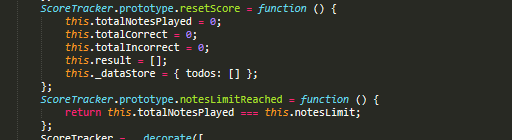 ScoreTracker.prototype.resetScore = function () {
this.totalNotesPlayed = 0;
this.totalCorrect = 0;
this.totalIncorrect = 0;
this.result = [];
this._dataStore = { todos: [] };
};
ScoreTracker.prototype.notesLimitReached = function () {
return this.totalNotesPlayed === this.notesLimit;
};
ScoreTracker = __decorate([